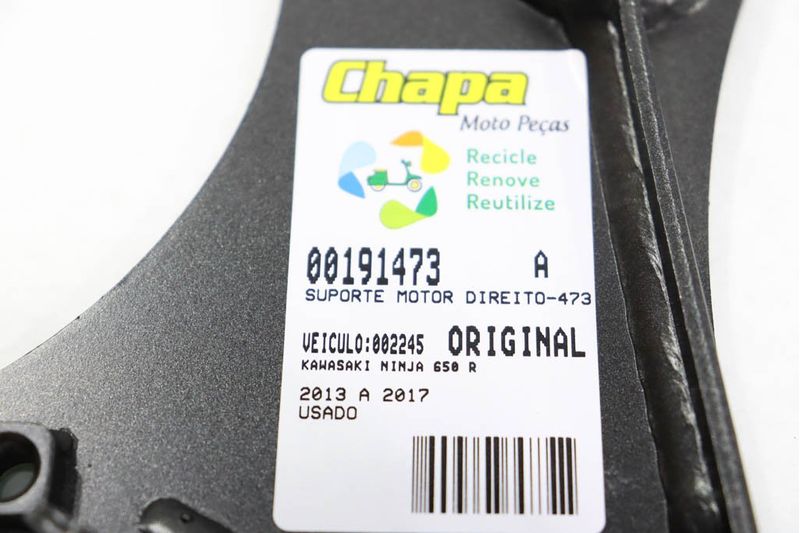 Chapa
Moto Peças
Recicle
Renove
Reutilize
00191473 A
SUPORTE MOTOR DIREITO-473
VEICULO:002245 ORIGINAL
KAWASAKI NINJA 650 R
2013 A 2017
USADO